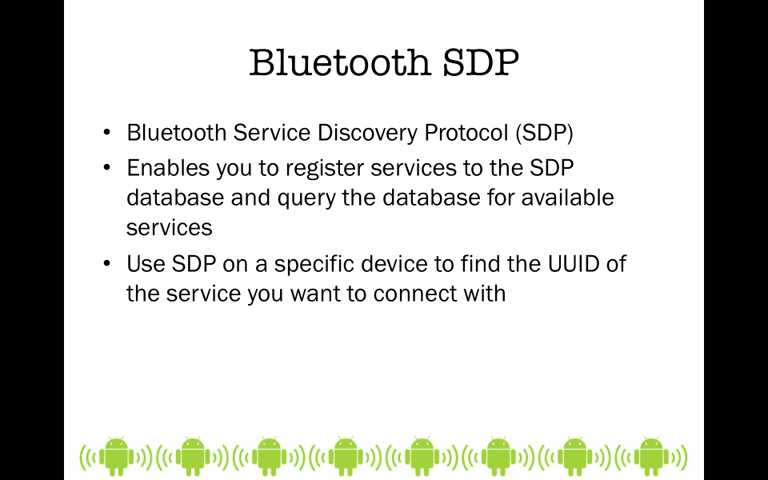 Bluetooth SDP
• Bluetooth Service Discovery Protocol (SDP)
• Enables you to register services to the SDP
database and query the database for available
services
• Use SDP on a specific device to find the UUID of
the service you want to connect with